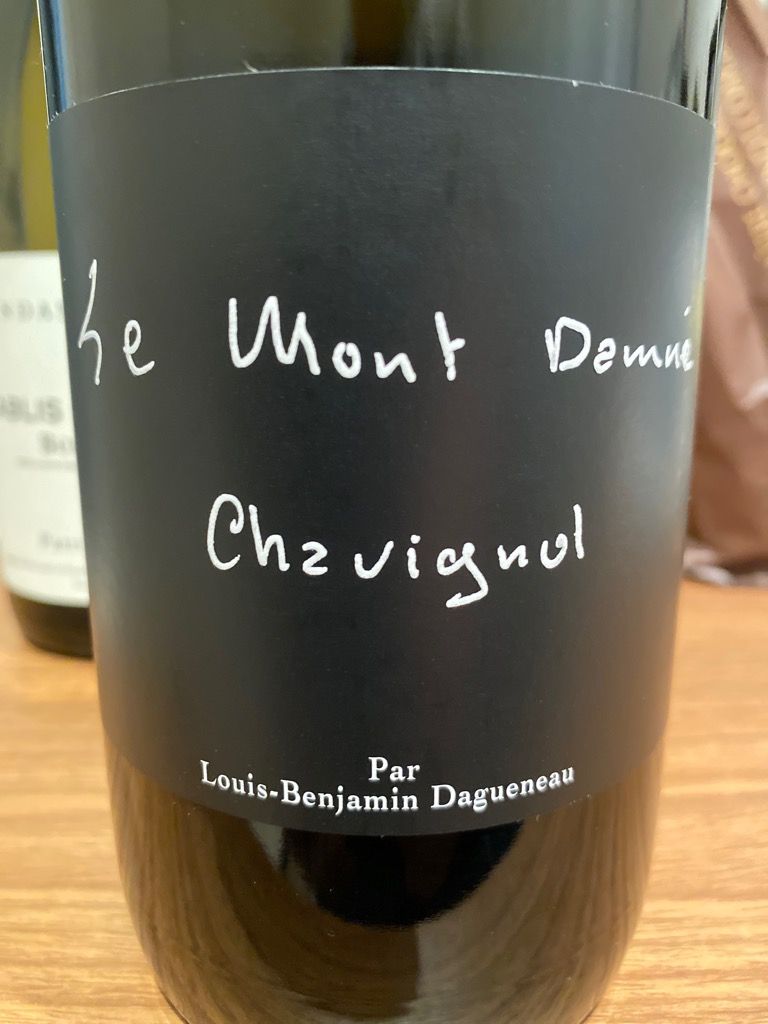 Le Mont Damné
Chavignol
Par
Louis-Benjamin Dagueneau